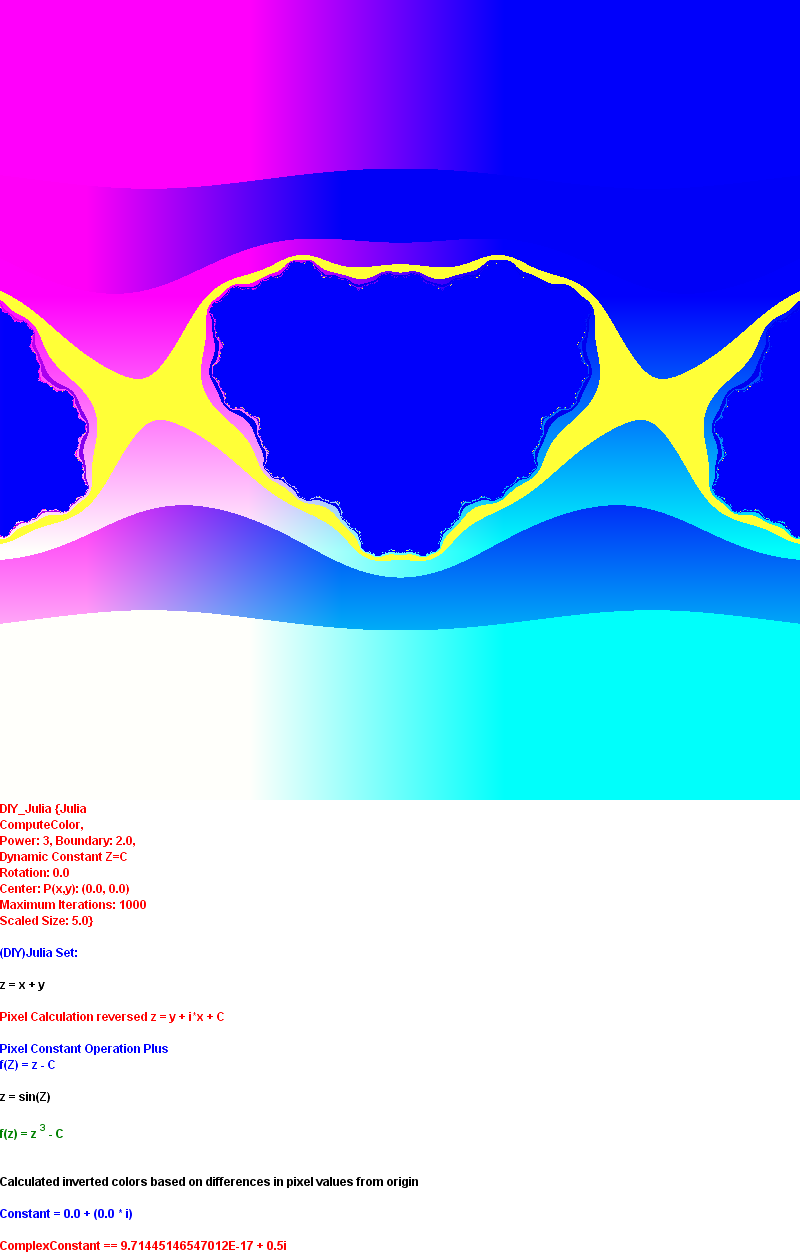 DIY_Julia {Julia
ComputeColor,
Power: 3, Boundary: 2.0,
Dynamic Constant Z=C
Rotation: 0.0
Center: P(x,y): (0.0, 0.0)
Maximum Iterations: 1000
Scaled Size: 5.0}
(DIY)Julia Set:
z = x + y
Pixel Calculation reversed z = y + i*x + C
Pixel Constant Operation Plus
f(Z) = z - C
z = sin(Z)
f(z) = z ³ - C
Calculated inverted colors based on differences in pixel values from origin
Constant = 0.0 + (0.0 * i)
ComplexConstant == 9.71445146547012E-17 + 0.5i